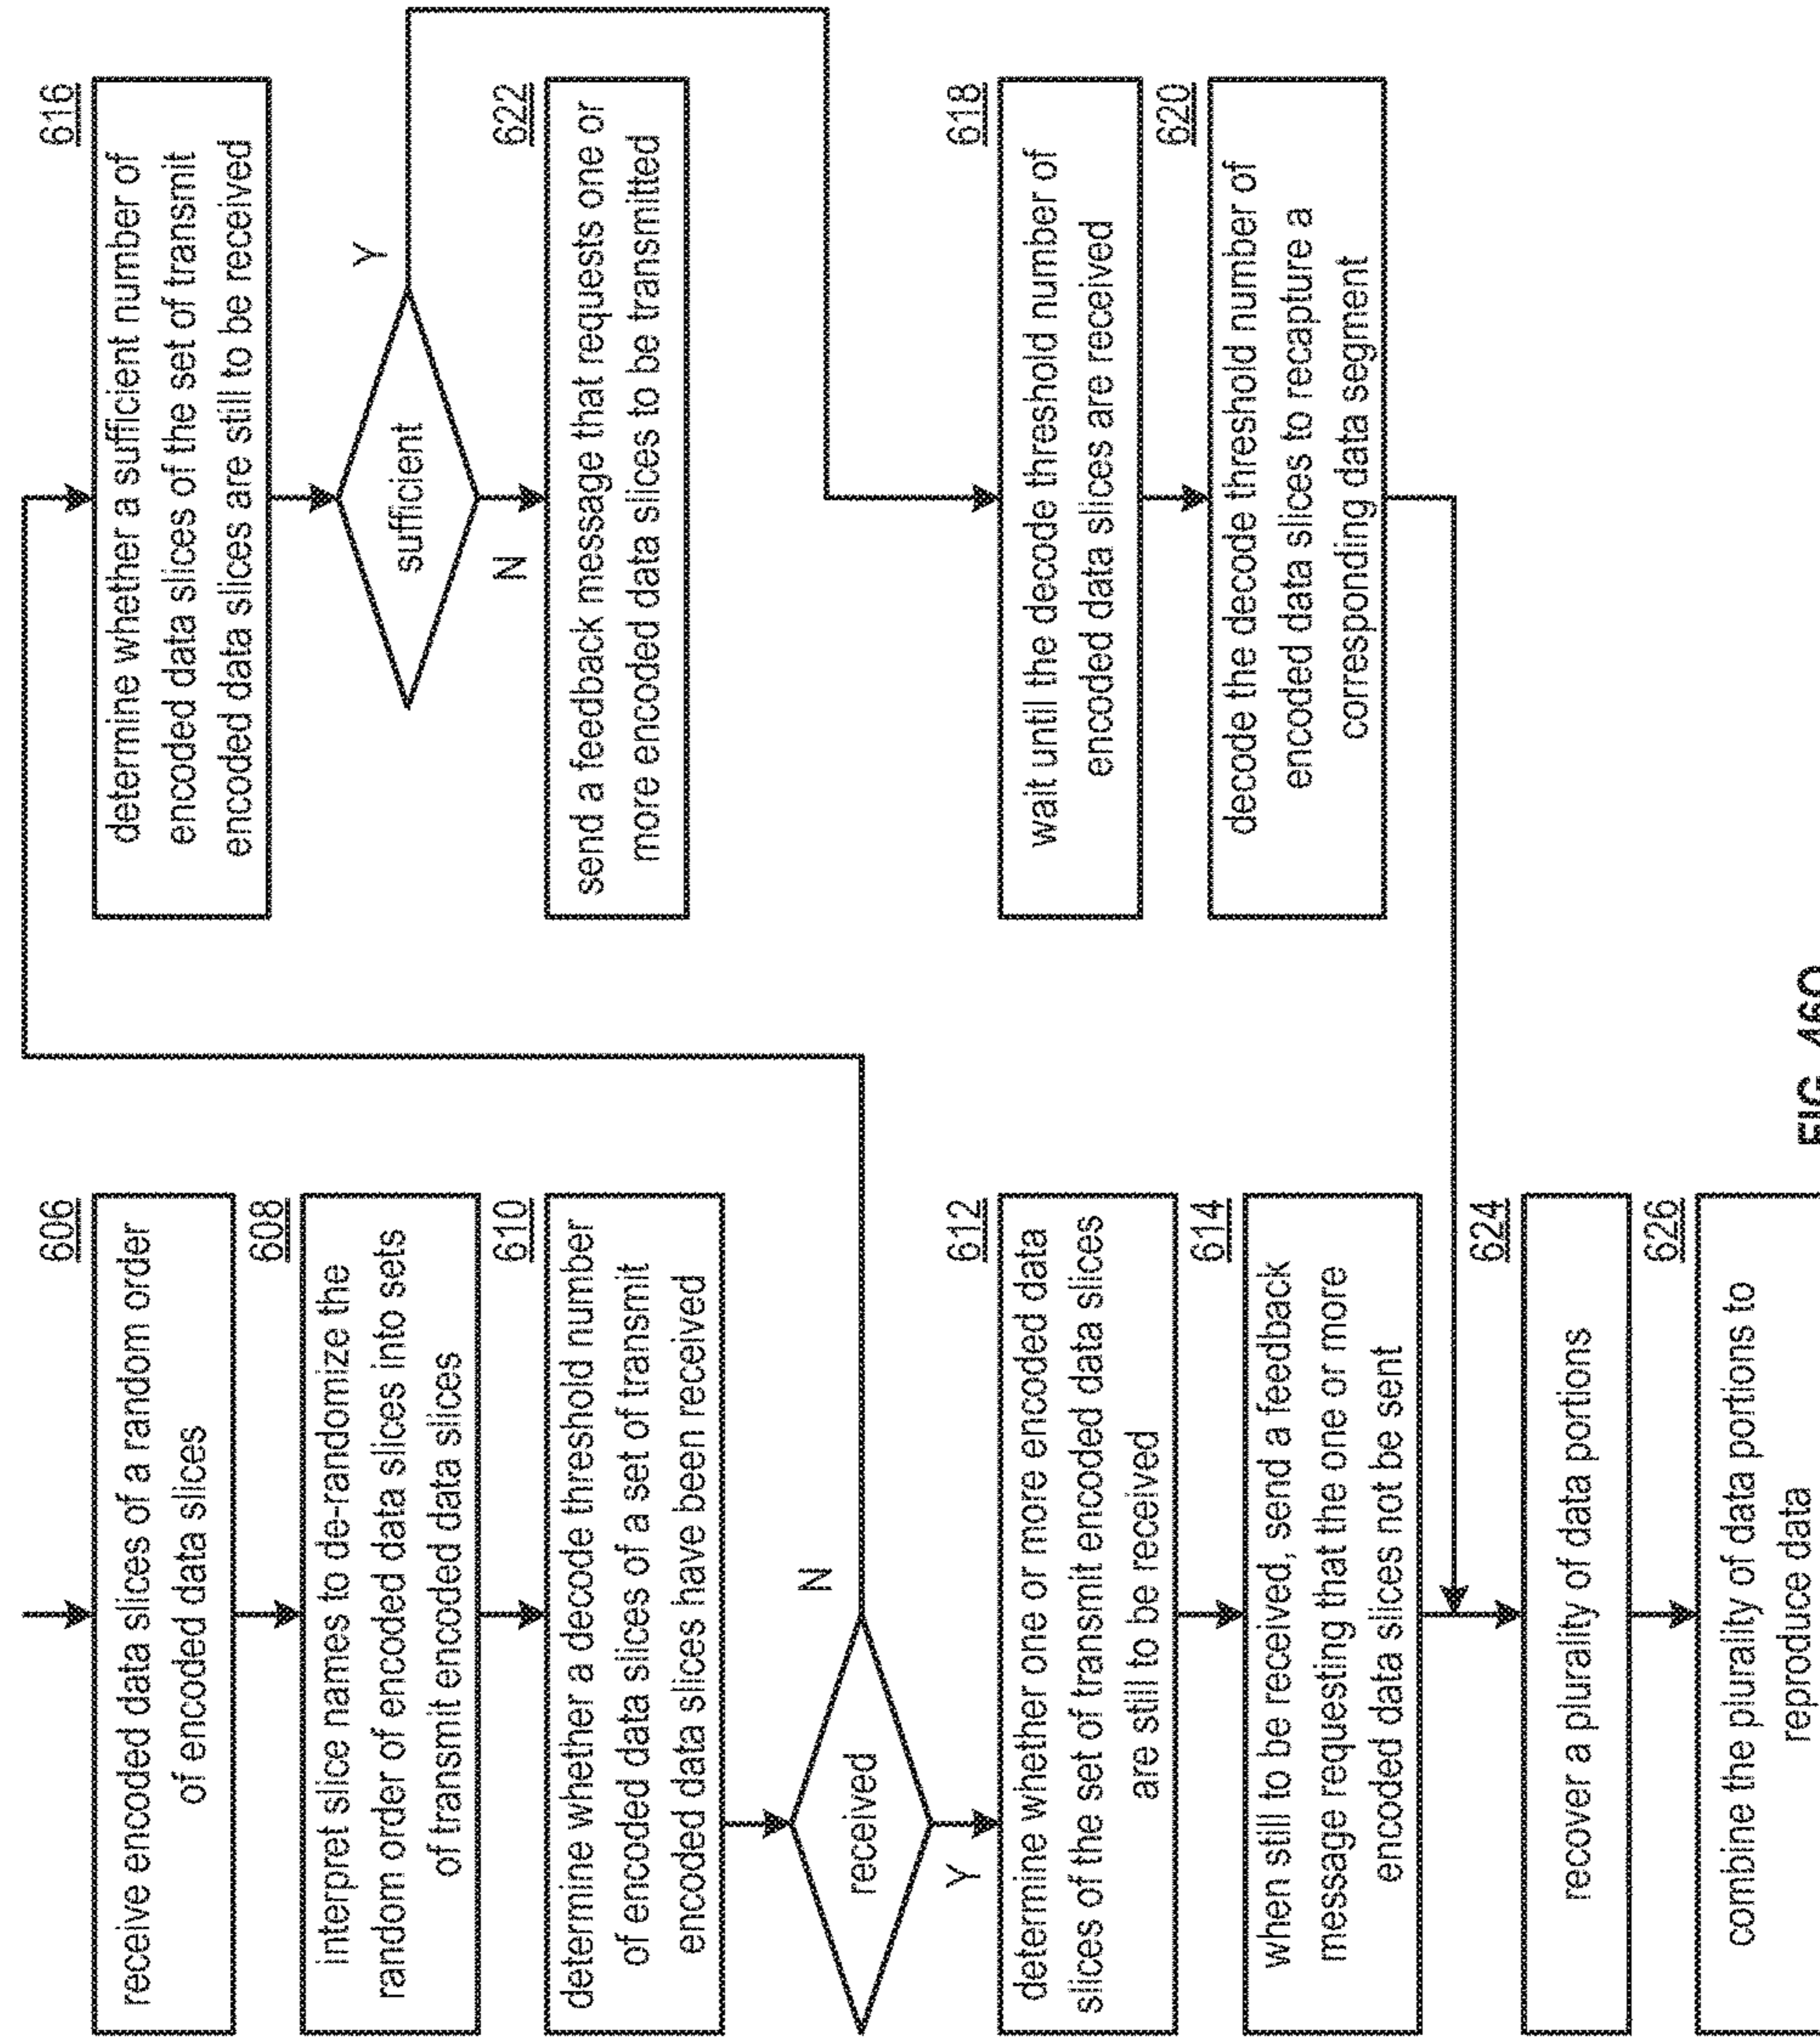 606
receive encoded data slices of a random order
of encoded data slices
608
interpret slice names to de-randomize the
random order of encoded data slices into sets
of transmit encoded data slices
610
determine whether a decode threshold number
of encoded data slices of a set of transmit
encoded data slices have been received
received
N
Y
612
determine whether one or more encoded data
slices of the set of transmit encoded data slices
are still to be received
614
when still to be received, send a feedback
message requesting that the one or more
encoded data slices not be sent
624
recover a plurality of data portions
626
combine the plurality of data portions to
reproduce data
616
determine whether a sufficient number of
encoded data slices of the set of transmit
encoded data slices are still to be received
sufficient
Y
N
622
send a feedback message that requests one or
more encoded data slices to be transmitted
618
wait until the decode threshold number of
encoded data slices are received
620
decode the decode threshold number of
encoded data slices to recapture a
corresponding data segment
FIG.